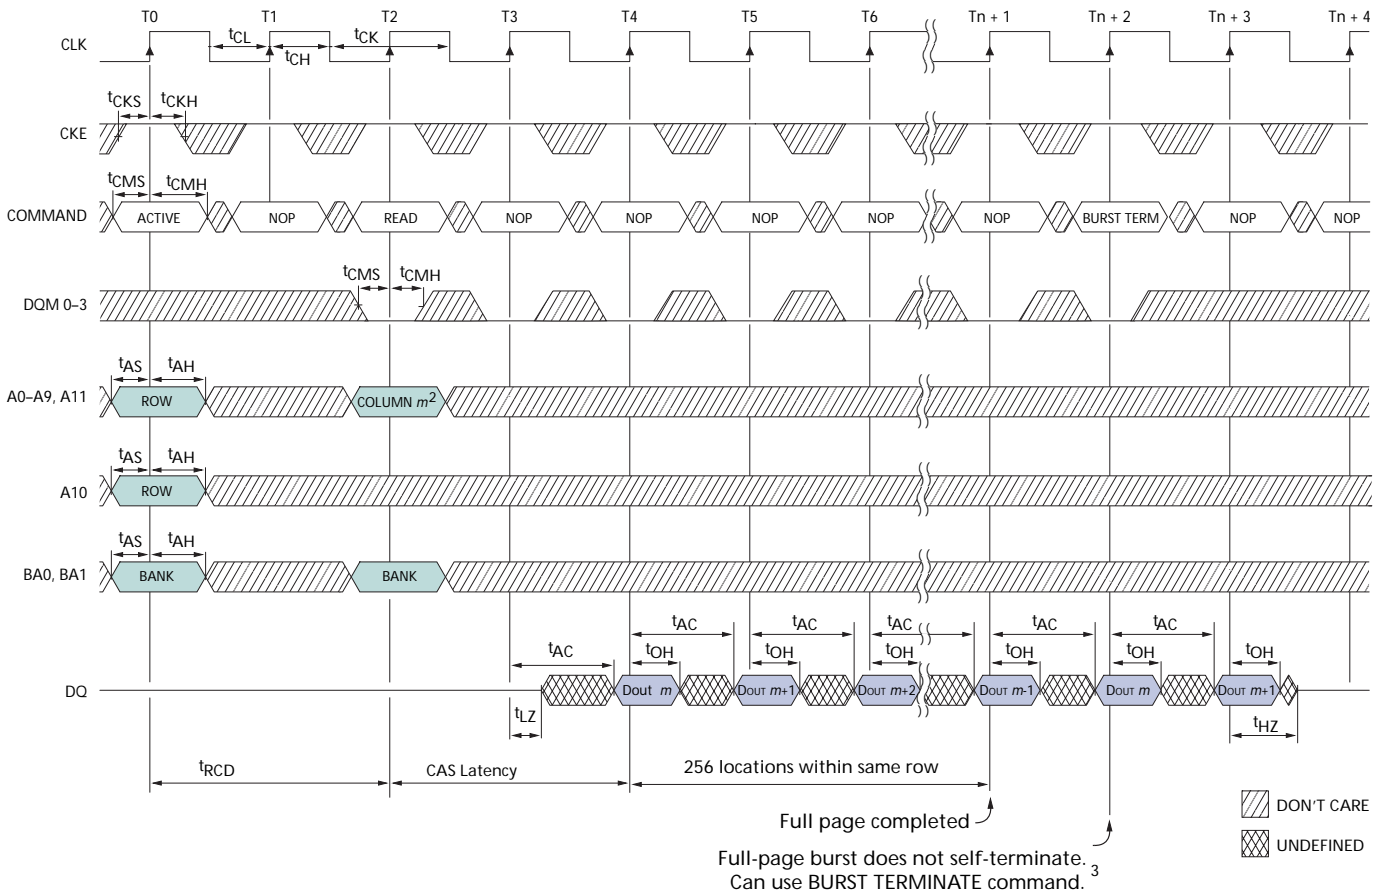 T0 T1 T2 T3 T4 T5 T6 Tn + 1 Tn + 2 Tn + 3 Tn + 4
CLK
tCL tCK
tCH
tCKS tCKH
CKE
tCMS tCMH
COMMAND ACTIVE NOP READ NOP NOP NOP NOP NOP BURST TERM NOP NOP
tCMS tCMH
DQM 0–3
tAS tAH
A0–A9, A11 ROW COLUMN m2
tAS tAH
A10 ROW
tAS tAH
BA0, BA1 BANK BANK
tAC tAC tAC tAC tAC
tAC tOH tOH tOH tOH tOH tOH
DQ Dout m DOUT m+1 DOUT m+2 DOUT m-1 DOUT m DOUT m+1
tLZ tHZ
tRCD CAS Latency 256 locations within same row
Full page completed
Full-page burst does not self-terminate. 3
Can use BURST TERMINATE command.
DON'T CARE
UNDEFINED